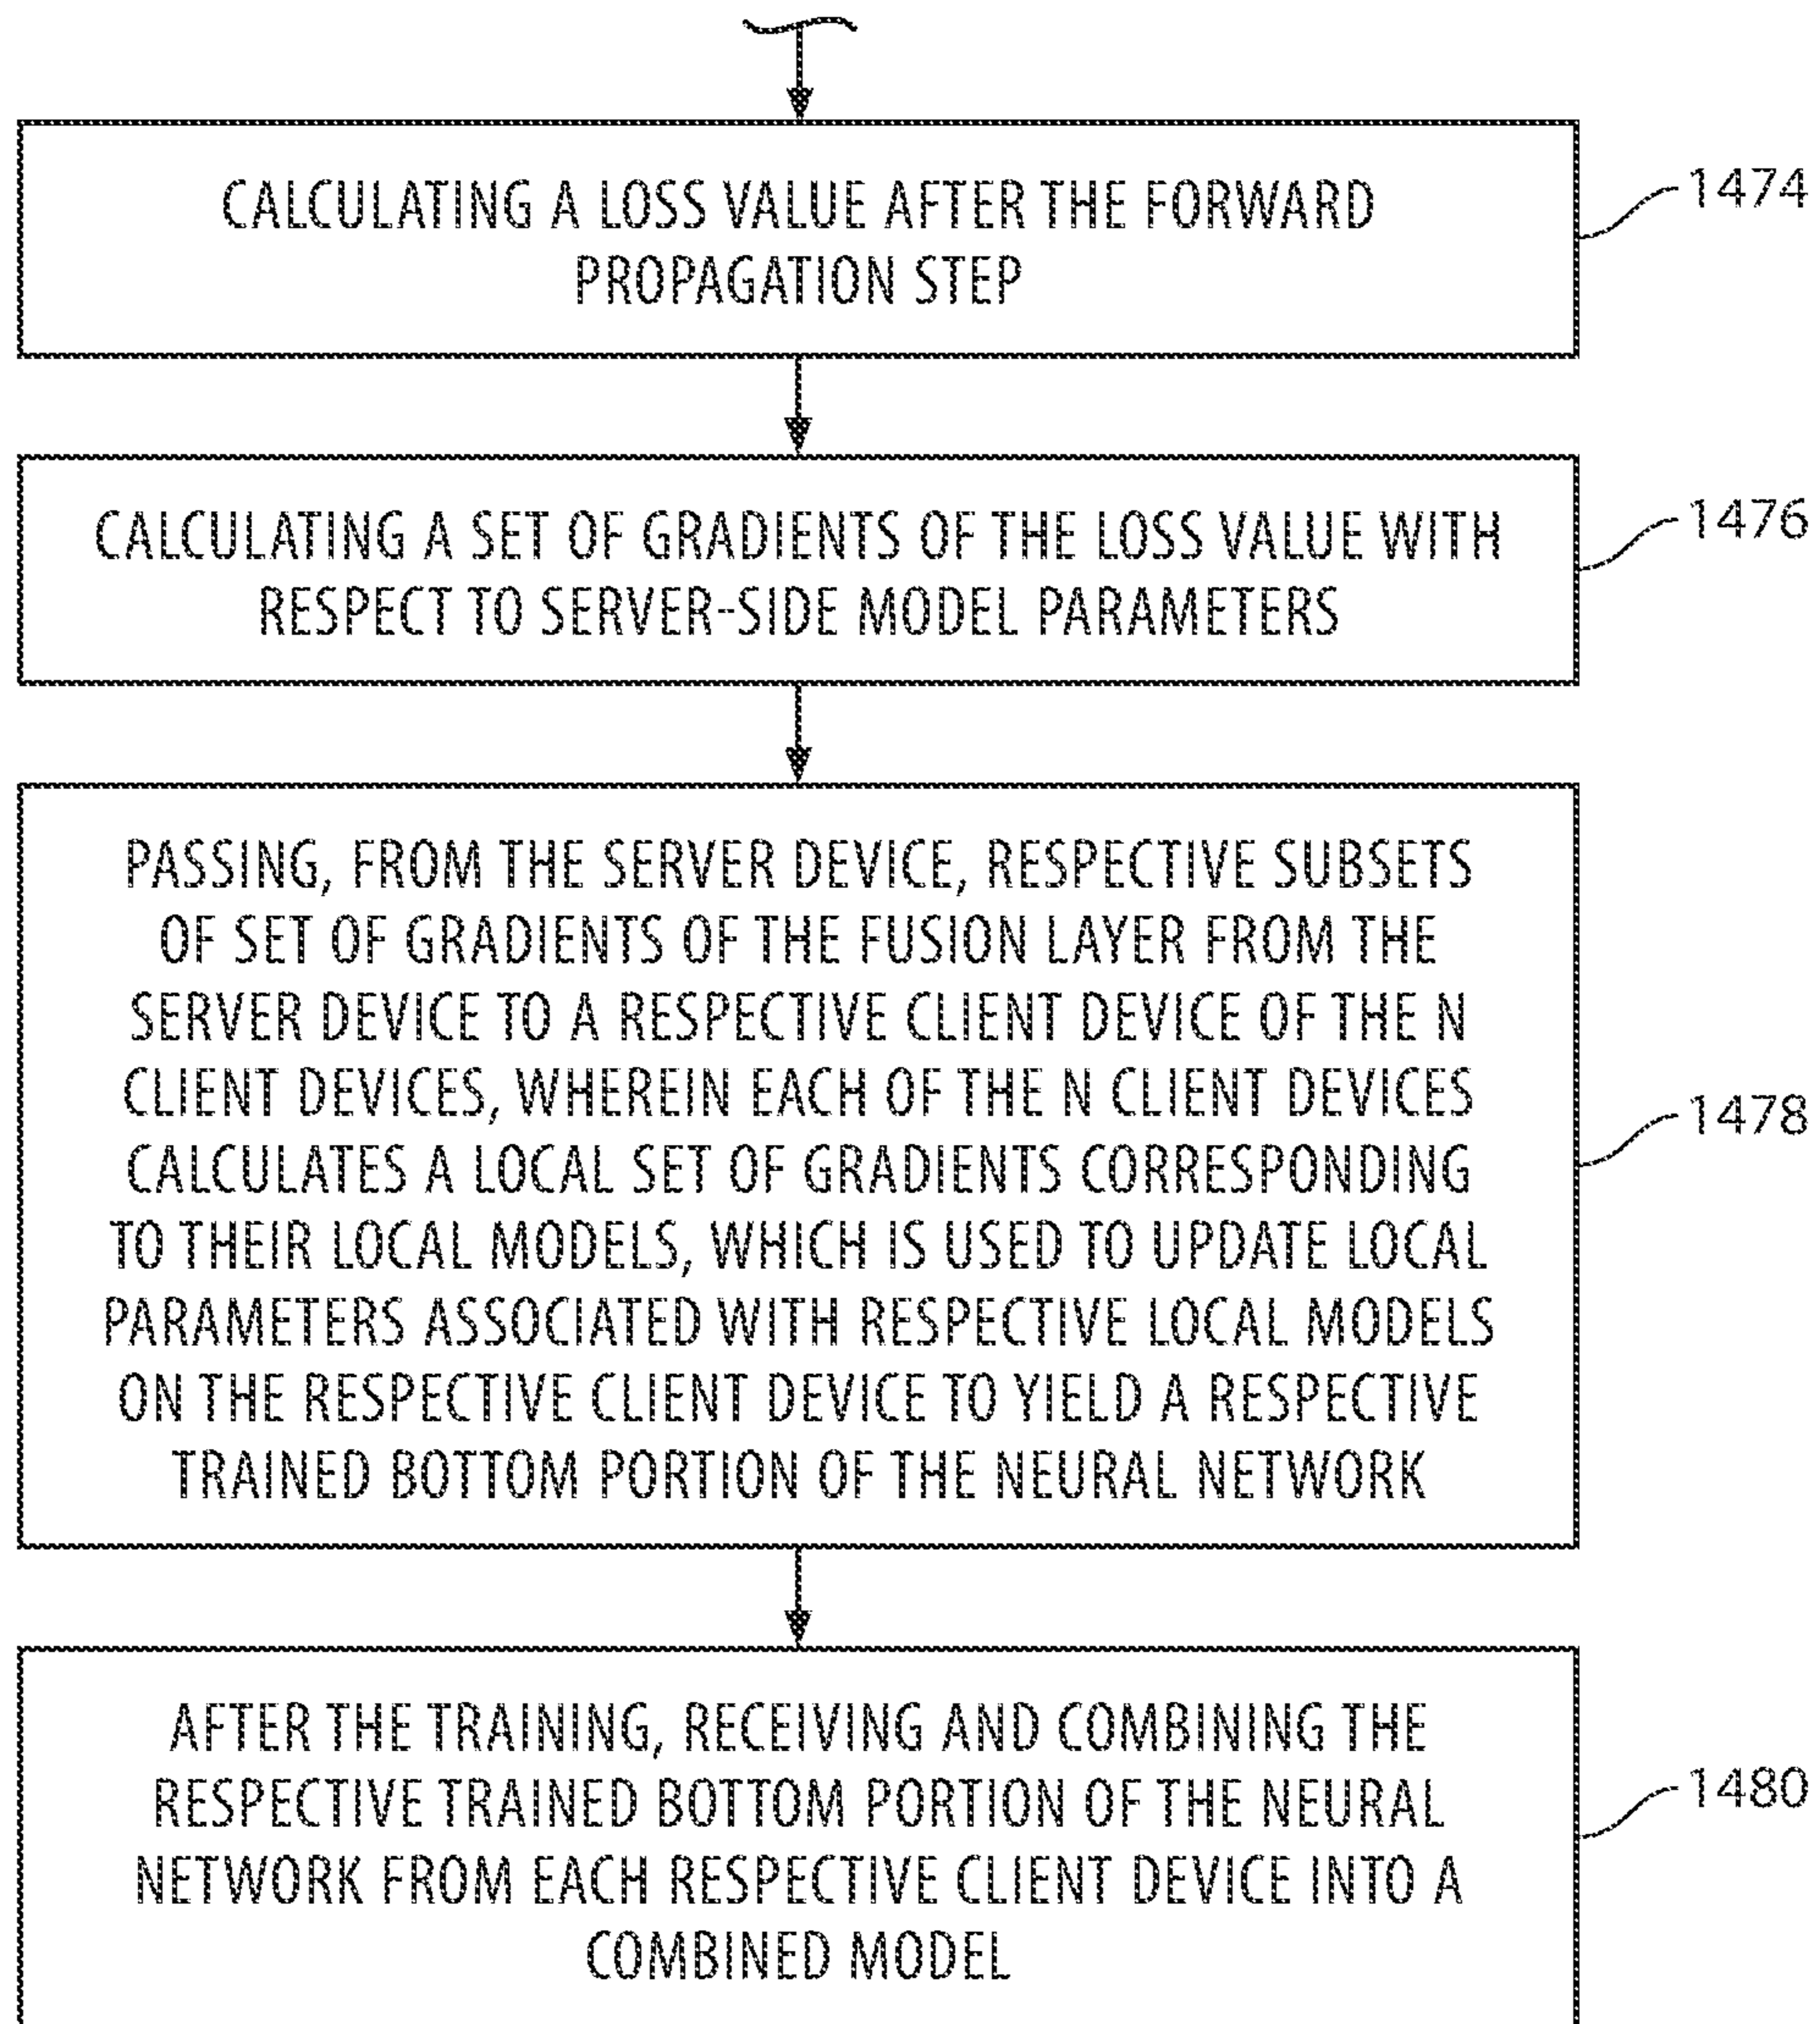 CALCULATING A LOSS VALUE AFTER THE FORWARD
PROPAGATION STEP
1474
CALCULATING A SET OF GRADIENTS OF THE LOSS VALUE WITH
RESPECT TO SERVER-SIDE MODEL PARAMETERS
1476
PASSING, FROM THE SERVER DEVICE, RESPECTIVE SUBSETS
OF SET OF GRADIENTS OF THE FUSION LAYER FROM THE
SERVER DEVICE TO A RESPECTIVE CLIENT DEVICE OF THE N
CLIENT DEVICES, WHEREIN EACH OF THE N CLIENT DEVICES
CALCULATES A LOCAL SET OF GRADIENTS CORRESPONDING
TO THEIR LOCAL MODELS, WHICH IS USED TO UPDATE LOCAL
PARAMETERS ASSOCIATED WITH RESPECTIVE LOCAL MODELS
ON THE RESPECTIVE CLIENT DEVICE TO YIELD A RESPECTIVE
TRAINED BOTTOM PORTION OF THE NEURAL NETWORK
1478
AFTER THE TRAINING, RECEIVING AND COMBINING THE
RESPECTIVE TRAINED BOTTOM PORTION OF THE NEURAL
NETWORK FROM EACH RESPECTIVE CLIENT DEVICE INTO A
COMBINED MODEL
1480